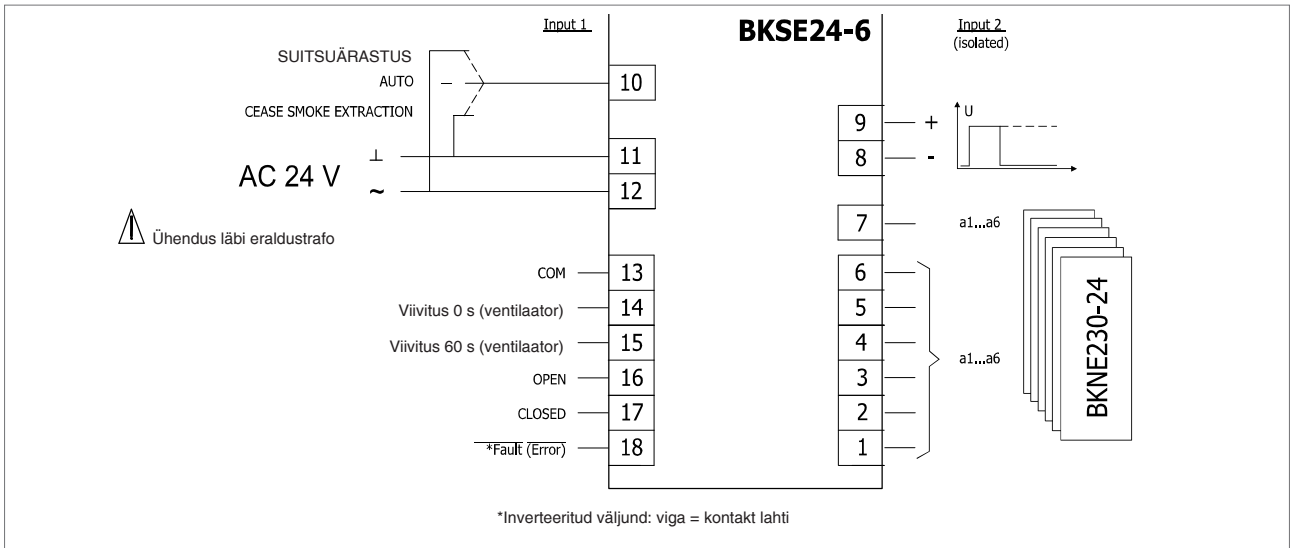 Input 1
BKSE24-6
Input 2
(isolated)
SUITSUÄRASTUS
AUTO
10
CEASE SMOKE EXTRACTION
9 +
U
8 -
⊥ 11
AC 24 V
~ 12
7 a1...a6
Ühendus läbi eraldustrafo
COM 13
6
Viivitus 0 s (ventilaator) 14
5
Viivitus 60 s (ventilaator) 15
4
a1...a6
OPEN 16
3
CLOSED 17
2
*Fault (Error) 18
1
BKNE230-24
*Inverteeritud väljund: viga = kontakt lahti